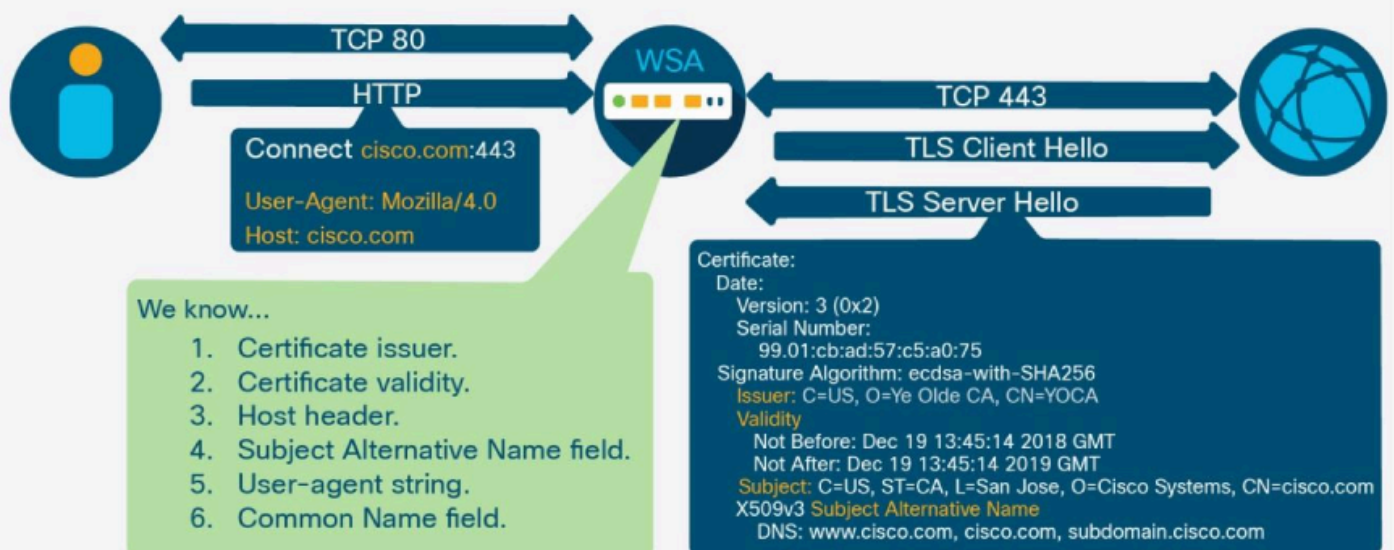 TCP 80
HTTP
Connect cisco.com:443
User-Agent: Mozilla/4.0
Host: cisco.com
WSA
TCP 443
TLS Client Hello
TLS Server Hello
We know...
1. Certificate issuer.
2. Certificate validity.
3. Host header.
4. Subject Alternative Name field.
5. User-agent string.
6. Common Name field.
Certificate:
Date:
Version: 3 (0x2)
Serial Number:
99.01:cb:ad:57:c5:a0:75
Signature Algorithm: ecdsa-with-SHA256
Issuer: C=US, O=Ye Olde CA, CN=YOCA
Validity
Not Before: Dec 19 13:45:14 2018 GMT
Not After: Dec 19 13:45:14 2019 GMT
Subject: C=US, ST=CA, L=San Jose, O=Cisco Systems, CN=cisco.com
X509v3 Subject Alternative Name
DNS: www.cisco.com, cisco.com, subdomain.cisco.com